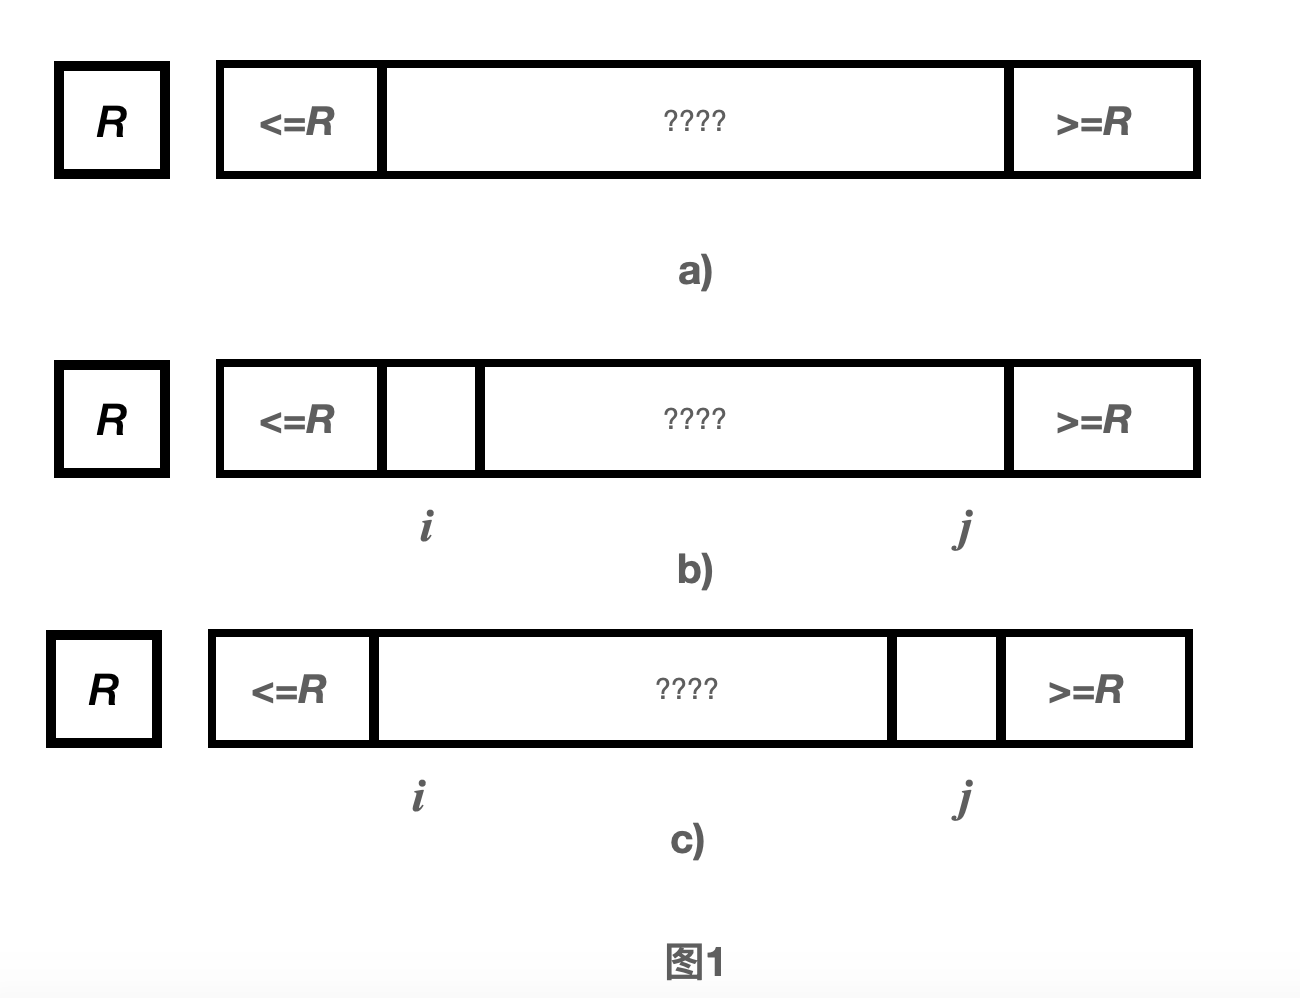 R <=R ???? >=R
a)
R <=R ???? >=R
i j
b)
R <=R ???? >=R
i j
c)
图1